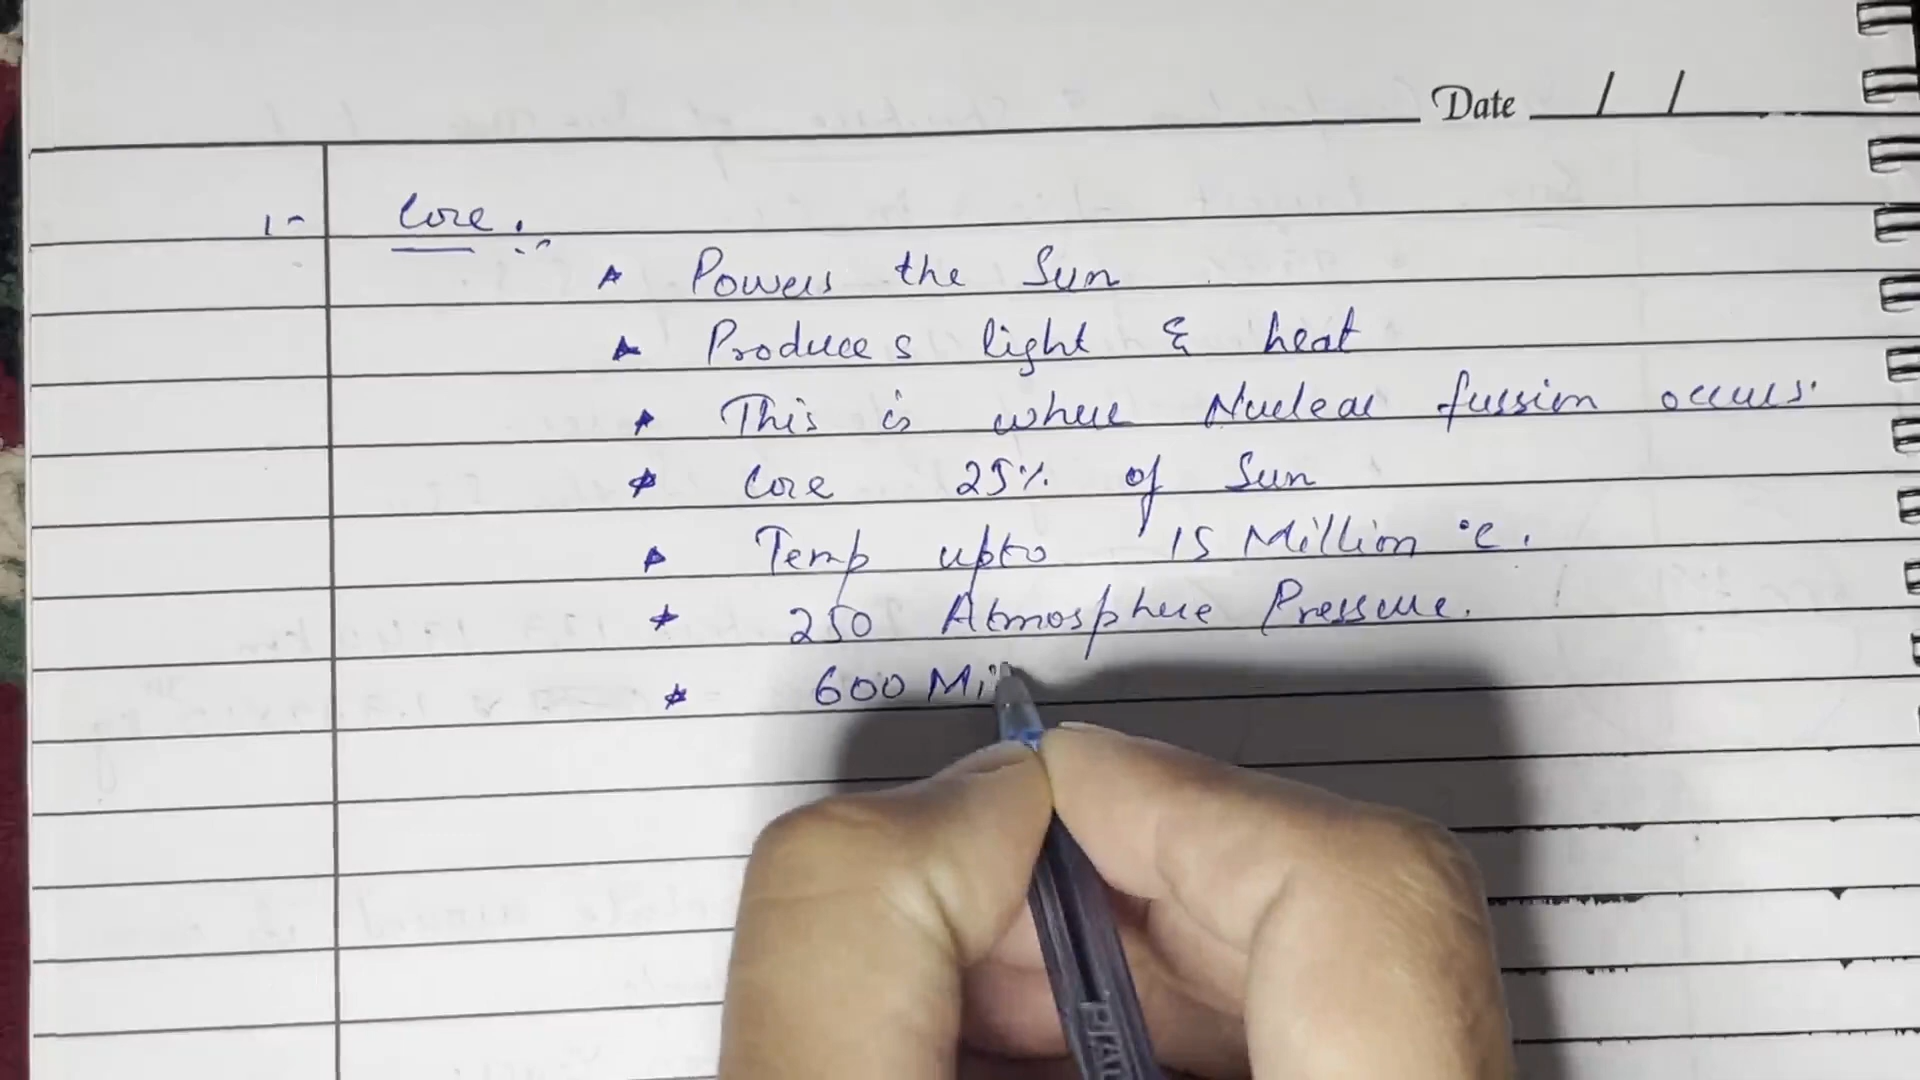 Date / /
1- Core :-
Powers the Sun
Produces light & heat
This is where Nuclear fussion occurs.
Core 25% of Sun
Temp upto 15 Million °C.
250 Atmosphere Pressure.
600 Mi